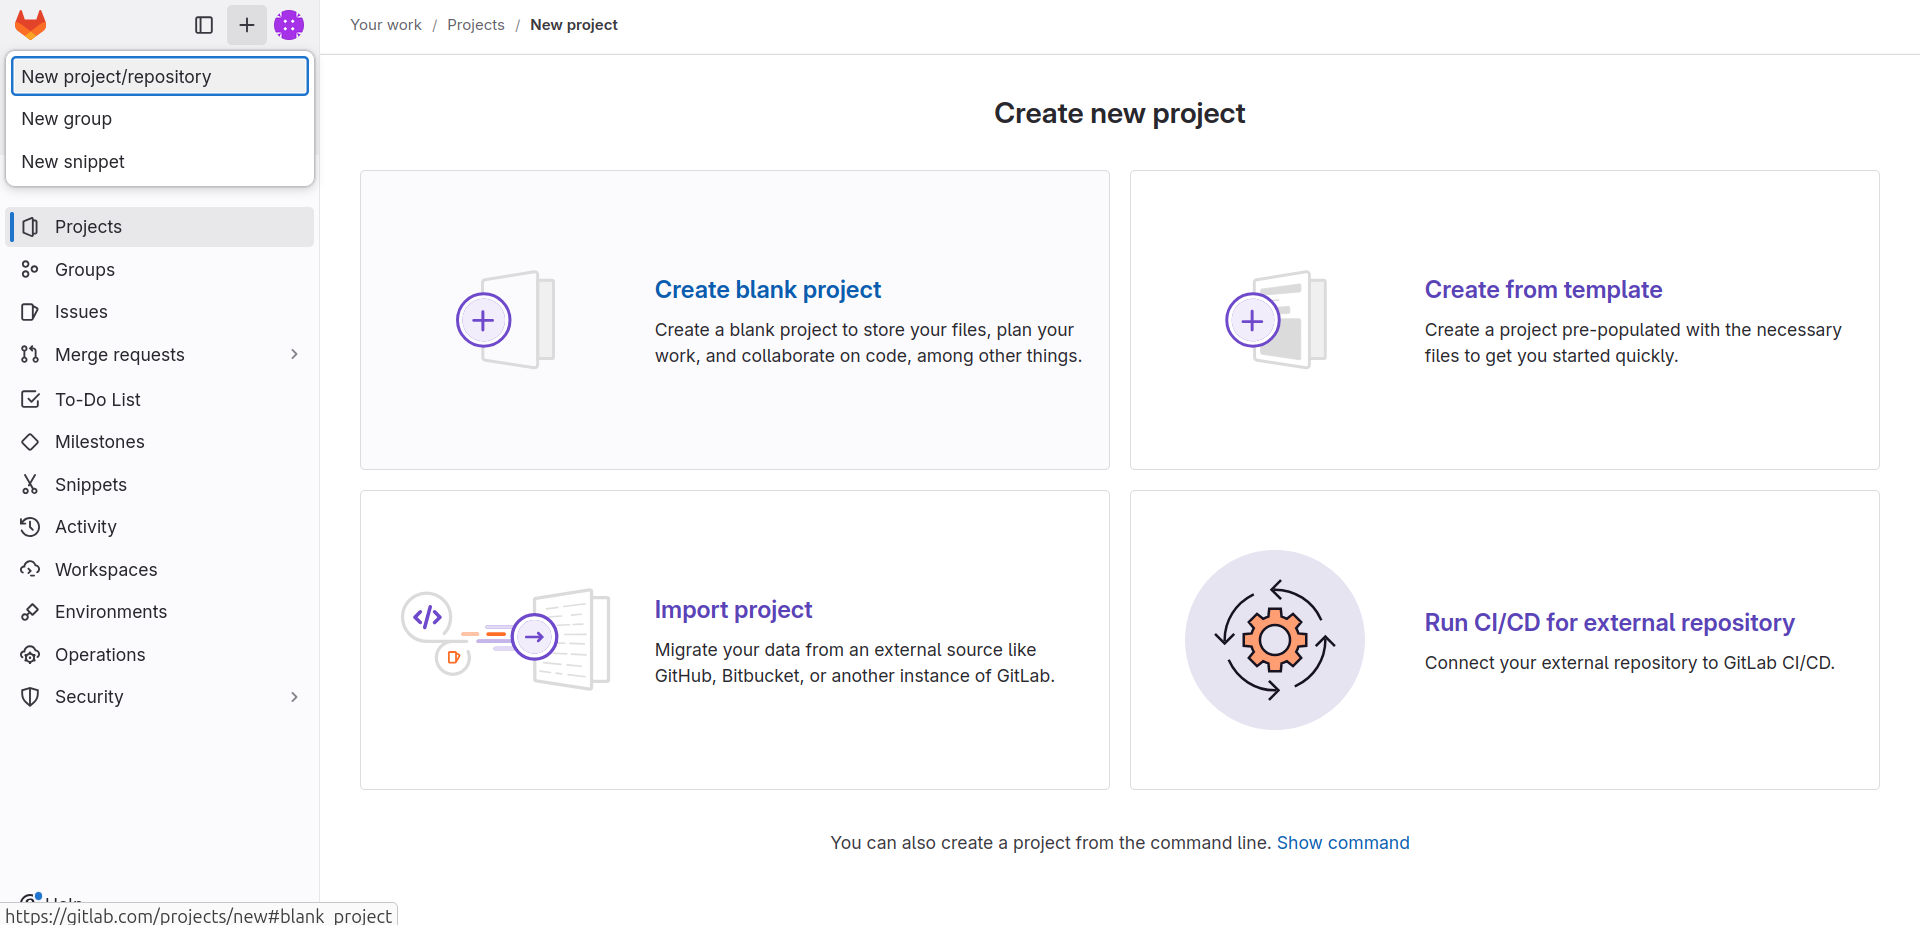 Your work / Projects / New project
New project/repository
New group
New snippet
Projects
Groups
Issues
Merge requests
To-Do List
Milestones
Snippets
Activity
Workspaces
Environments
Operations
Security
Help
https://gitlab.com/projects/new#blank_project
Create new project
Create blank project
Create a blank project to store your files, plan your
work, and collaborate on code, among other things.
Create from template
Create a project pre-populated with the necessary
files to get you started quickly.
Import project
Migrate your data from an external source like
GitHub, Bitbucket, or another instance of GitLab.
Run CI/CD for external repository
Connect your external repository to GitLab CI/CD.
You can also create a project from the command line. Show command